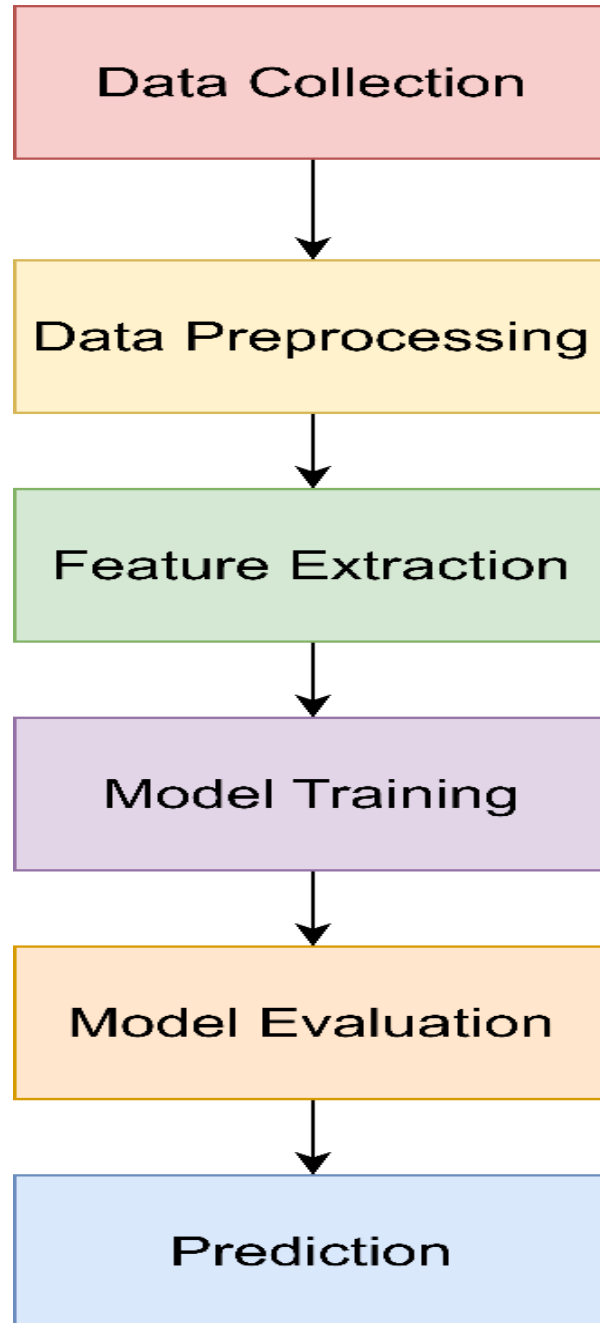 Data Collection
Data Preprocessing
Feature Extraction
Model Training
Model Evaluation
Prediction